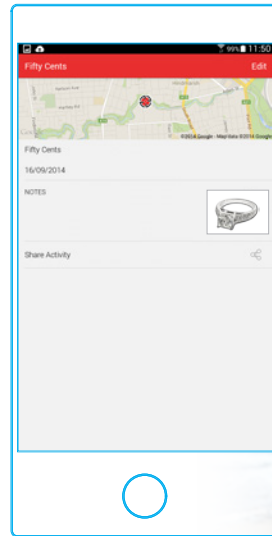 99% 11:50
Fifty Cents Edit
©2014 Google - Map data ©2014 Google
Fifty Cents
16/09/2014
NOTES
Share Activity